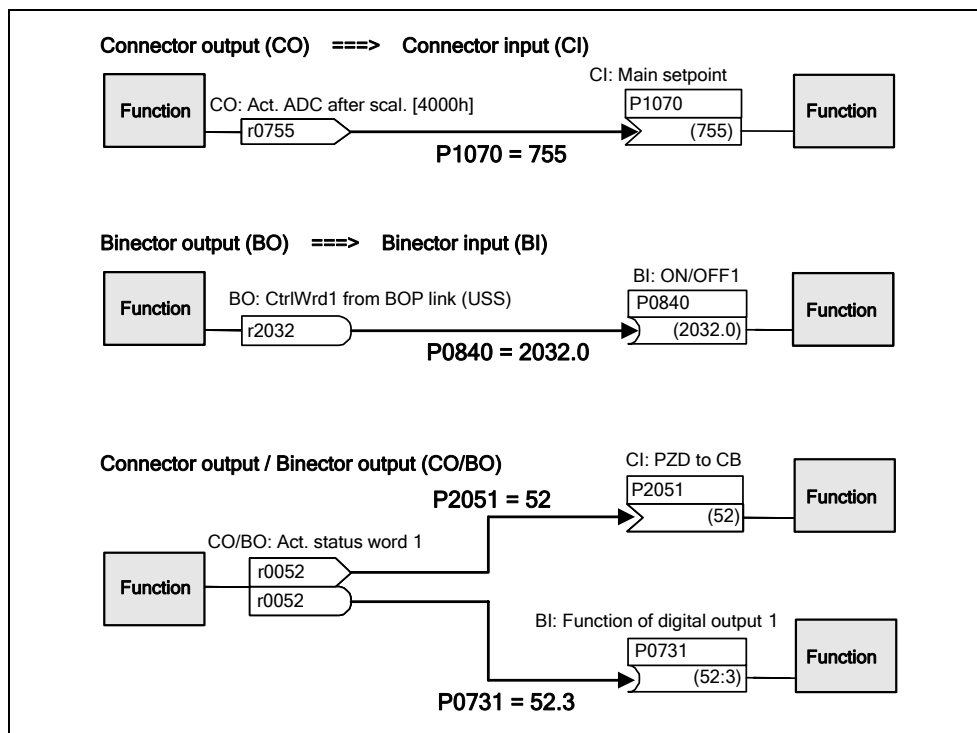 Connector output (CO) ===> Connector input (CI)
CI: Main setpoint
Function
CO: Act. ADC after scal. [4000h]
r0755
P1070
(755)
Function
P1070 = 755
Binector output (BO) ===> Binector input (BI)
BI: ON/OFF1
Function
BO: CtrlWrd1 from BOP link (USS)
r2032
P0840
(2032.0)
Function
P0840 = 2032.0
Connector output / Binector output (CO/BO)
CI: PZD to CB
P2051 = 52
P2051
(52)
Function
CO/BO: Act. status word 1
Function
r0052
r0052
BI: Function of digital output 1
P0731
(52:3)
Function
P0731 = 52.3